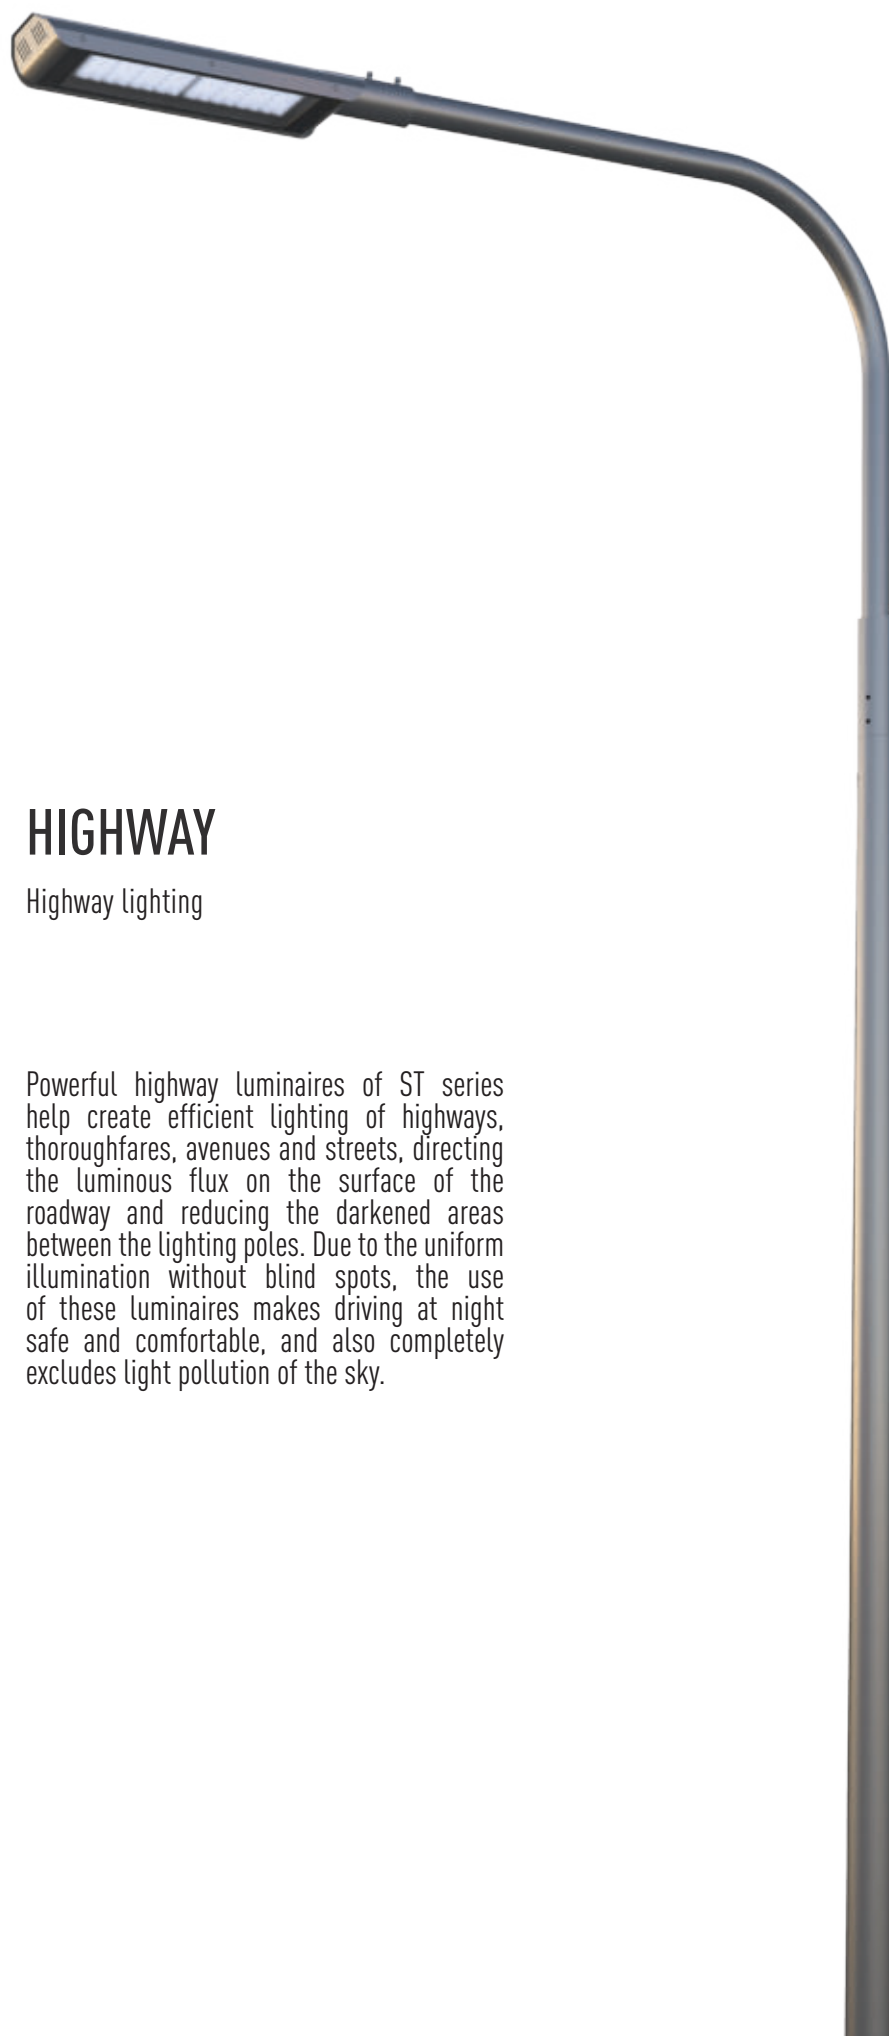 HIGHWAY
Highway lighting
Powerful highway luminaires of ST series
help create efficient lighting of highways,
thoroughfares, avenues and streets, directing
the luminous flux on the surface of the
roadway and reducing the darkened areas
between the lighting poles. Due to the uniform
illumination without blind spots, the use
of these luminaires makes driving at night
safe and comfortable, and also completely
excludes light pollution of the sky.